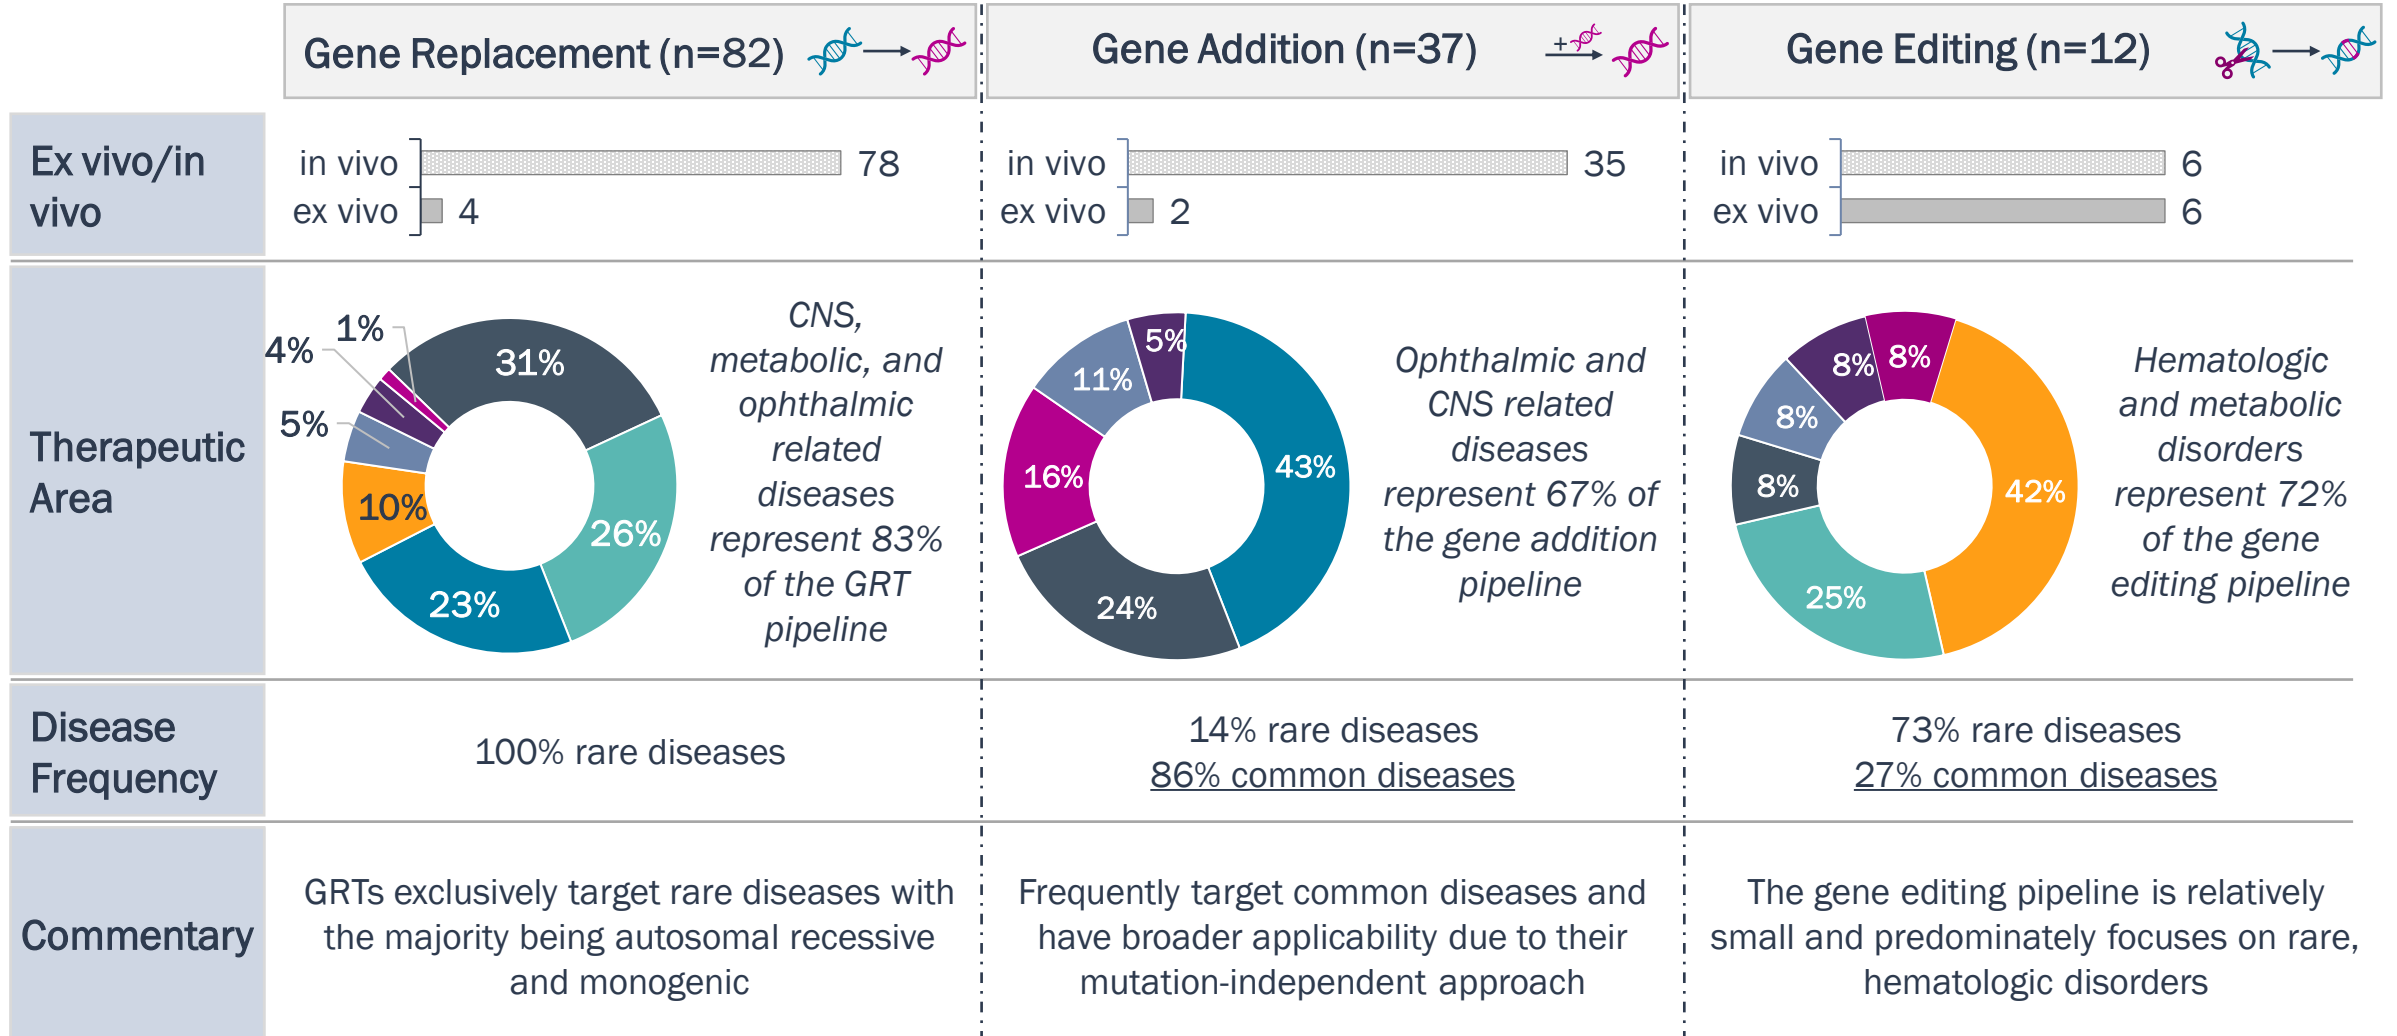 Gene Replacement (n=82)
Gene Addition (n=37)
+
Gene Editing (n=12)
Ex vivo/in
vivo
in vivo 78
ex vivo 4
in vivo 35
ex vivo 2
in vivo 6
ex vivo 6
Therapeutic
Area
31%
26%
23%
10%
5%
4%
1%
CNS,
metabolic, and
ophthalmic
related
diseases
represent 83%
of the GRT
pipeline
43%
24%
16%
11%
5%
Ophthalmic and
CNS related
diseases
represent 67% of
the gene addition
pipeline
42%
25%
8%
8%
8%
8%
Hematologic
and metabolic
disorders
represent 72%
of the gene
editing pipeline
Disease
Frequency
100% rare diseases
14% rare diseases
86% common diseases
73% rare diseases
27% common diseases
Commentary
GRTs exclusively target rare diseases with
the majority being autosomal recessive
and monogenic
Frequently target common diseases and
have broader applicability due to their
mutation-independent approach
The gene editing pipeline is relatively
small and predominately focuses on rare,
hematologic disorders